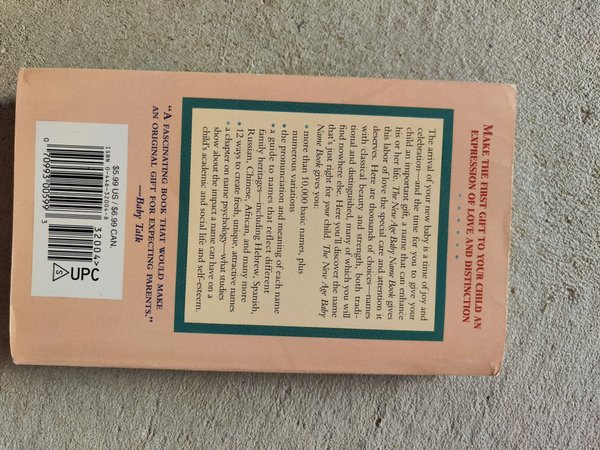 MAKE THE FIRST GIFT TO YOUR CHILD AN
EXPRESSION OF LOVE AND DISTINCTION
The arrival of your new baby is a time of joy and
celebration—and the time for you to give your
child an important gift, a name that can enhance
his or her life. The New Age Baby Name Book gives
this labor of love the special care and attention it
deserves. Here are thousands of choices—names
with classical beauty and strength, both tradi-
tional and distinguished, many of which you will
find nowhere else. Here you'll discover the name
that's just right for your child. The New Age Baby
Name Book gives you:
• more than 10,000 basic names, plus
numerous variations
• the pronunciation and meaning of each name
• a guide to names that reflect different
family heritages—including Hebrew, Spanish,
Russian, Chinese, African, and many more
• 12 ways to create fresh, unique, attractive names
• a chapter on name psychology—what studies
show about the impact a name can have on a
child's academic and social life and self-esteem.
"A FASCINATING BOOK THAT WOULD MAKE
AN ORIGINAL GIFT FOR EXPECTING PARENTS."
—Baby Talk
$5.99 US / $6.99 CAN.
ISBN 0-446-32004-8
0 70993 00599 3
32004
UPC
S